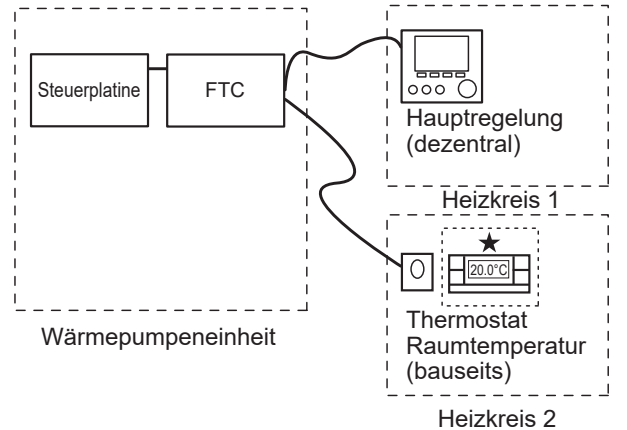 Steuerplatine
FTC
Hauptregelung
(dezentral)
Heizkreis 1
20.0°C
Thermostat
Raumtemperatur
(bauseits)
Wärmepumpeneinheit
Heizkreis 2